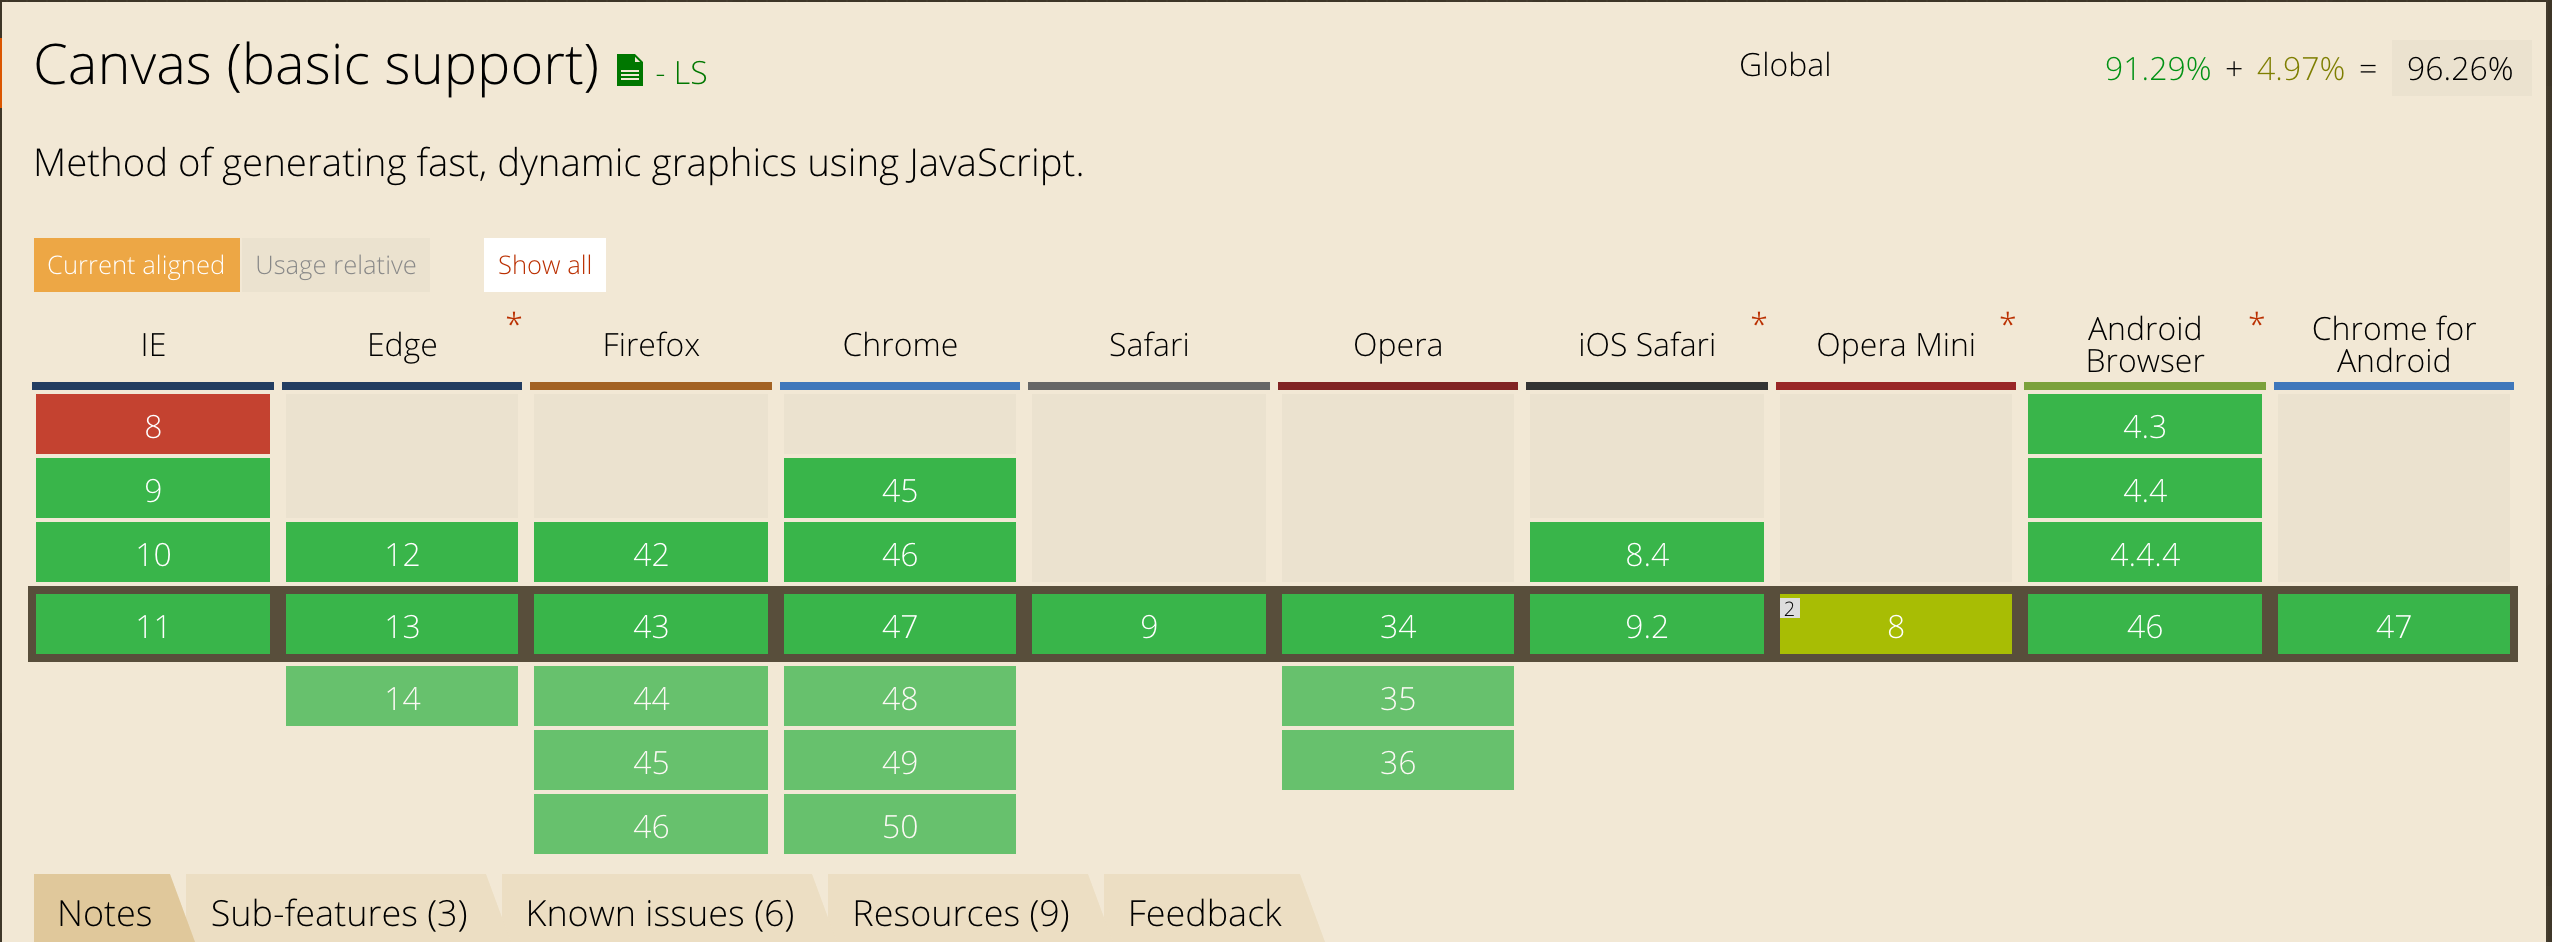 Canvas (basic support) - LS
Global 91.29% + 4.97% = 96.26%
Method of generating fast, dynamic graphics using JavaScript.
Current aligned Usage relative Show all
IE Edge * Firefox Chrome Safari Opera iOS Safari * Opera Mini * Android Browser * Chrome for Android
8 4.3
9 45 4.4
10 12 42 46 8.4 4.4.4
11 13 43 47 9 34 9.2 2 8 46 47
14 44 48 35
45 49 36
46 50
Notes Sub-features (3) Known issues (6) Resources (9) Feedback